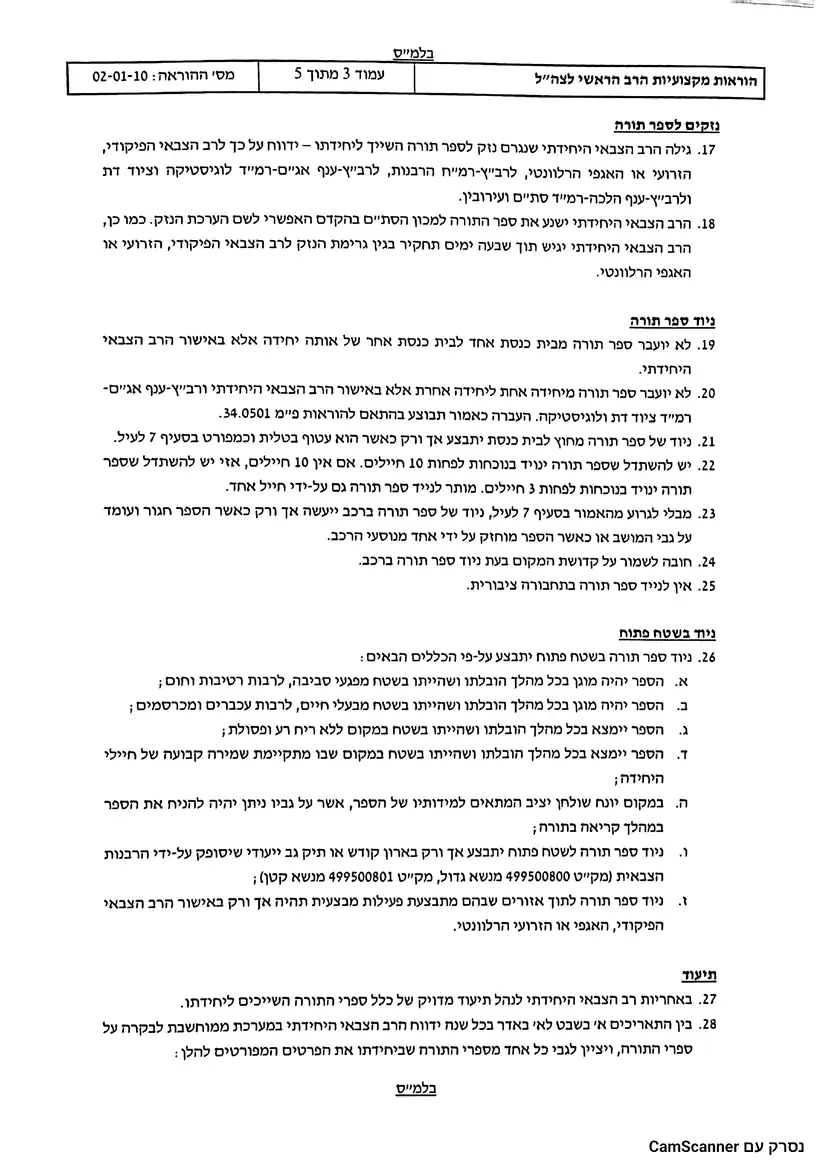 בלמ״ס
הוראות מקצועיות הרב הראשי לצה״ל
עמוד 3 מתוך 5
מס׳ ההוראה: 02-01-10
נזקים לספר תורה
17. גילה הרב הצבאי היחידתי שנגרם נזק לספר תורה השייך ליחידתו – ידווח על כך לרב הצבאי הפיקודי,
הזרועי או האגפי הרלוונטי, לרב״ץ-רמ״ח הרבנות, לרב״ץ-ענף אג״ם-רמ״ד לוגיסטיקה וציוד דת
ולרב״ץ-ענף הלכה-רמ״ד סת״ם ועירובין.
18. הרב הצבאי היחידתי ישנע את ספר התורה למכון הסת״ם בהקדם האפשרי לשם הערכת הנזק. כמו כן,
הרב הצבאי היחידתי יגיש תוך שבעה ימים תחקיר בגין גרימת הנזק לרב הצבאי הפיקודי, הזרועי או
האגפי הרלוונטי.
ניוד ספר תורה
19. לא יועבר ספר תורה מבית כנסת אחד לבית כנסת אחר של אותה יחידה אלא באישור הרב הצבאי
היחידתי.
20. לא יועבר ספר תורה מיחידה אחת ליחידה אחרת אלא באישור הרב הצבאי היחידתי ורב״ץ-ענף אג״ם-
רמ״ד ציוד דת ולוגיסטיקה. העברה כאמור תבוצע בהתאם להוראות פ״מ 34.0501.
21. ניוד של ספר תורה מחוץ לבית כנסת יתבצע אך ורק כאשר הוא עטוף בטלית וכמפורט בסעיף 7 לעיל.
22. יש להשתדל שספר תורה ינויד בנוכחות לפחות 10 חיילים. אם אין 10 חיילים, אזי יש להשתדל שספר
תורה ינויד בנוכחות לפחות 3 חיילים. מותר לנייד ספר תורה גם על-ידי חייל אחד.
23. מבלי לגרוע מהאמור בסעיף 7 לעיל, ניוד של ספר תורה ברכב ייעשה אך ורק כאשר הספר חגור ועומד
על גבי המושב או כאשר הספר מוחזק על ידי אחד מנוסעי הרכב.
24. חובה לשמור על קדושת המקום בעת ניוד ספר תורה ברכב.
25. אין לנייד ספר תורה בתחבורה ציבורית.
ניוד בשטח פתוח
26. ניוד ספר תורה בשטח פתוח יתבצע על-פי הכללים הבאים:
א. הספר יהיה מוגן בכל מהלך הובלתו ושהייתו בשטח מפגעי סביבה, לרבות רטיבות וחום;
ב. הספר יהיה מוגן בכל מהלך הובלתו ושהייתו בשטח מבעלי חיים, לרבות עכברים ומכרסמים;
ג. הספר יימצא בכל מהלך הובלתו ושהייתו בשטח במקום ללא ריח רע ופסולת;
ד. הספר יימצא בכל מהלך הובלתו ושהייתו בשטח במקום שבו מתקיימת שמירה קבועה של חיילי
היחידה;
ה. במקום יונח שולחן יציב המתאים למידותיו של הספר, אשר על גביו ניתן יהיה להניח את הספר
במהלך קריאה בתורה;
ו. ניוד ספר תורה לשטח פתוח יתבצע אך ורק בארון קודש או תיק גב ייעודי שיסופק על-ידי הרבנות
הצבאית (מק״ט 499500800 מנשא גדול, מק״ט 499500801 מנשא קטן);
ז. ניוד ספר תורה לתוך אזורים שבהם מתבצעת פעילות מבצעית תהיה אך ורק באישור הרב הצבאי
הפיקודי, האגפי או הזרועי הרלוונטי.
תיעוד
27. באחריות רב הצבאי היחידתי לנהל תיעוד מדויק של כלל ספרי התורה השייכים ליחידתו.
28. בין התאריכים א׳ בשבט לא׳ באדר בכל שנה ידווח הרב הצבאי היחידתי במערכת ממוחשבת לבקרה על
ספרי התורה, ויציין לגבי כל אחד מספרי התורה שביחידתו את הפרטים המפורטים להלן:
בלמ״ס
נסרק עם CamScanner